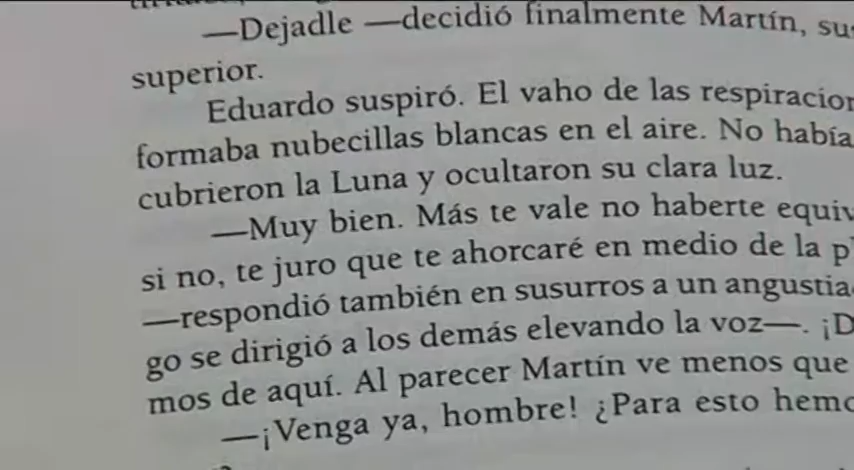 —Dejadle —decidió finalmente Martín, su
superior.
Eduardo suspiró. El vaho de las respiracion
formaba nubecillas blancas en el aire. No había
cubrieron la Luna y ocultaron su clara luz.
—Muy bien. Más te vale no haberte equiv
si no, te juro que te ahorcaré en medio de la p
—respondió también en susurros a un angustia
go se dirigió a los demás elevando la voz—. ¡D
mos de aquí. Al parecer Martín ve menos que
—¡Venga ya, hombre! ¿Para esto hemo